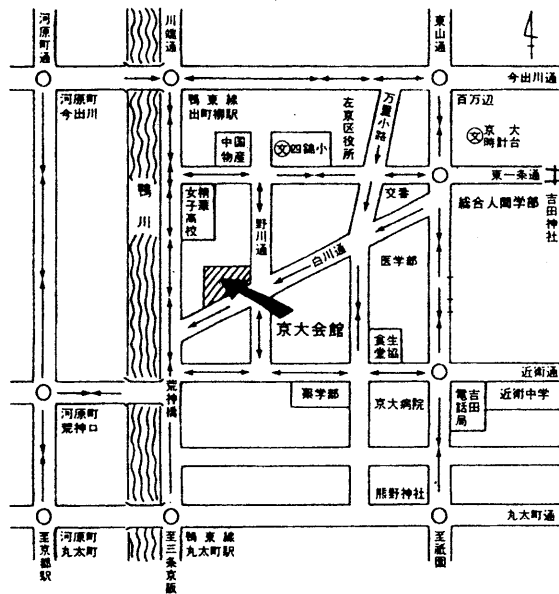 河原町通
川端通
東山通
今出川通
河原町
今出川
鴨東線
出町柳駅
左京区役所
万里小路
百万辺
中国
物産
文 四錦小
文 京大
時計台
東一条通
鴨川
女子高校
野川通
交番
総合人間学部
吉田神社
白川通
医学部
京大会館
食堂
生協
近衛通
荒神橋
河原町
荒神口
薬学部
京大病院
電話局
吉田
近衛中学
熊野神社
丸太町通
至京都駅
河原町
丸太町
至三条京阪
鴨東線
丸太町駅
至祇園